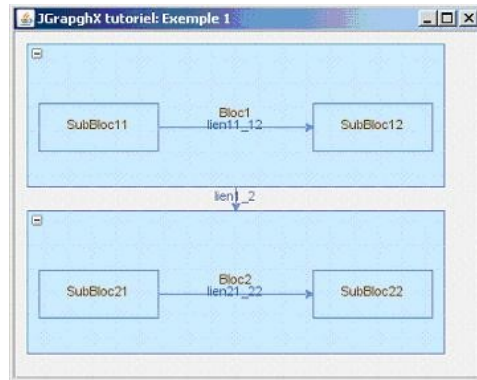 JGrapghX tutoriel: Exemple 1
Bloc1
SubBloc11
lien11_12
SubBloc12
lien1_2
Bloc2
SubBloc21
lien21_22
SubBloc22